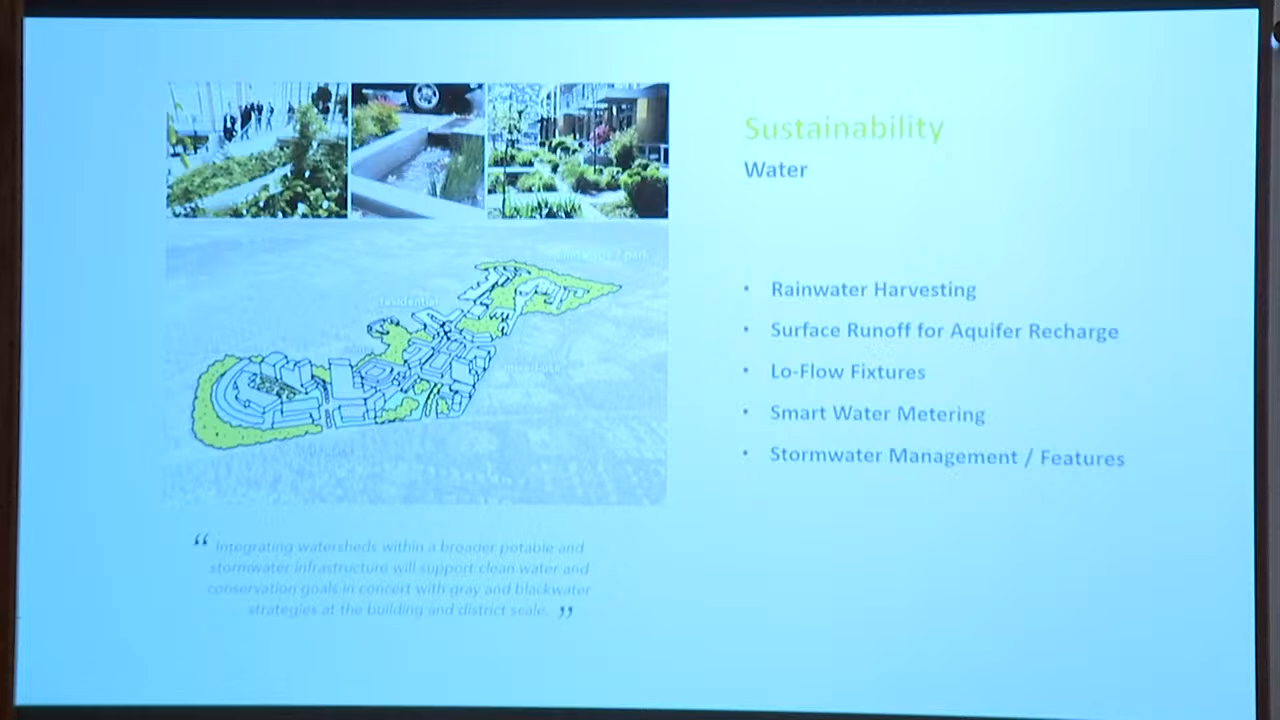 Sustainability
Water
residential
• Rainwater Harvesting
• Surface Runoff for Aquifer Recharge
• Lo-Flow Fixtures
• Smart Water Metering
• Stormwater Management / Features
“ Integrating watersheds within a broader potable and
stormwater infrastructure will support clean water and
conservation goals in concert with gray and blackwater
strategies at the building and district scale. ”